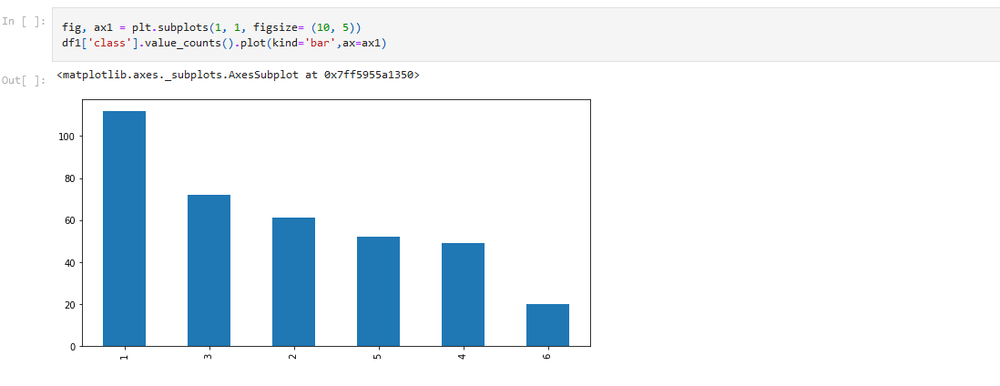 In [ ]:
fig, ax1 = plt.subplots(1, 1, figsize= (10, 5))
df1['class'].value_counts().plot(kind='bar',ax=ax1)
Out[ ]:
<matplotlib.axes._subplots.AxesSubplot at 0x7ff5955a1350>
100
80
60
40
20
0
1 3 2 5 4 6